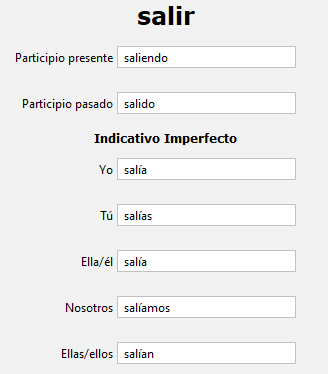 salir
Participio presente saliendo
Participio pasado salido
Indicativo Imperfecto
Yo salía
Tú salías
Ella/él salía
Nosotros salíamos
Ellas/ellos salían